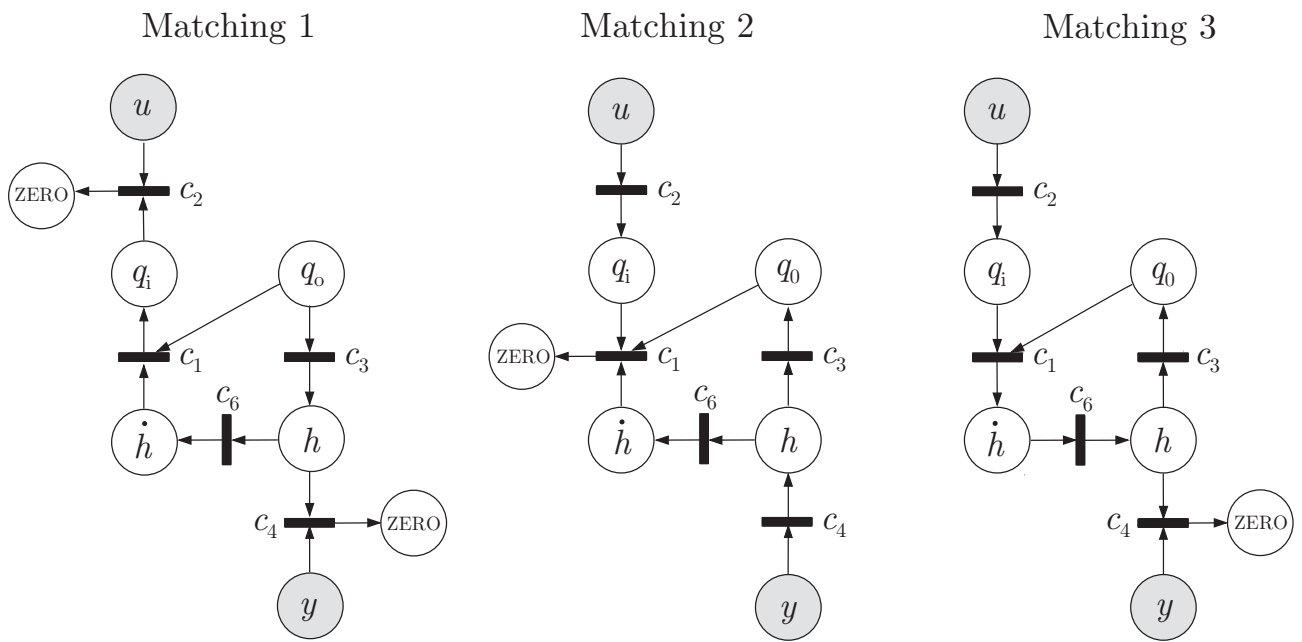 Matching 1
u
ZERO
c₂
qᵢ
qₒ
c₁
c₃
c₆
ḣ
h
c₄
ZERO
y
Matching 2
u
c₂
qᵢ
q₀
ZERO
c₁
c₃
c₆
ḣ
h
c₄
y
Matching 3
u
c₂
qᵢ
q₀
c₁
c₃
c₆
ḣ
h
c₄
ZERO
y